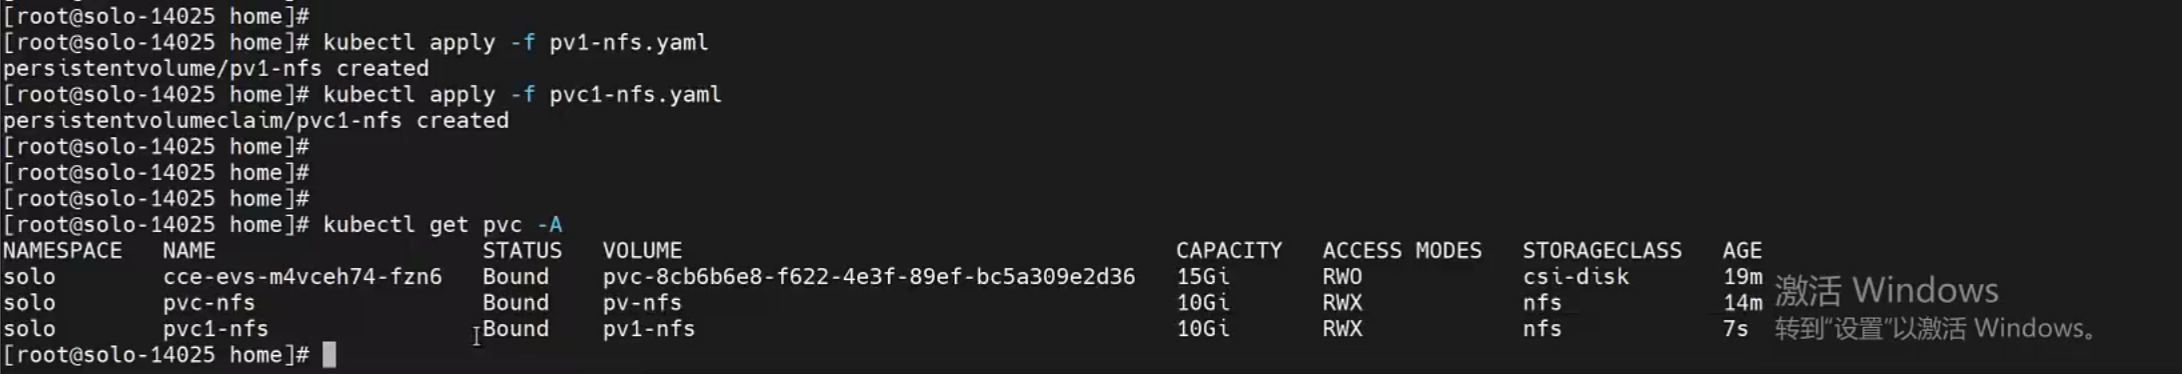 [root@solo-14025 home]#
[root@solo-14025 home]# kubectl apply -f pv1-nfs.yaml
persistentvolume/pv1-nfs created
[root@solo-14025 home]# kubectl apply -f pvc1-nfs.yaml
persistentvolumeclaim/pvc1-nfs created
[root@solo-14025 home]#
[root@solo-14025 home]#
[root@solo-14025 home]#
[root@solo-14025 home]# kubectl get pvc -A
NAMESPACE   NAME                    STATUS   VOLUME                                     CAPACITY   ACCESS MODES   STORAGECLASS   AGE
solo        cce-evs-m4vceh74-fzn6   Bound    pvc-8cb6b6e8-f622-4e3f-89ef-bc5a309e2d36   15Gi       RWO            csi-disk       19m
solo        pvc-nfs                 Bound    pv-nfs                                     10Gi       RWX            nfs            14m
solo        pvc1-nfs                Bound    pv1-nfs                                    10Gi       RWX            nfs            7s
[root@solo-14025 home]#
激活 Windows
转到“设置”以激活 Windows。